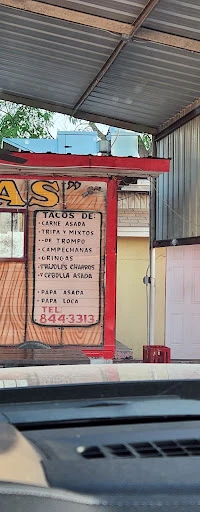 AS”
TACOS DE-
•CARNE ASADA
•TRIPA Y MIXTOS
•-DE TROMPO
•CAMPECHANAS
•GRINGAS
•FRIJOLES CHARROS
Y CEBOLLA ASADA
•PAPA ASADA
•PAPA LOCA
TEL.
844-3313